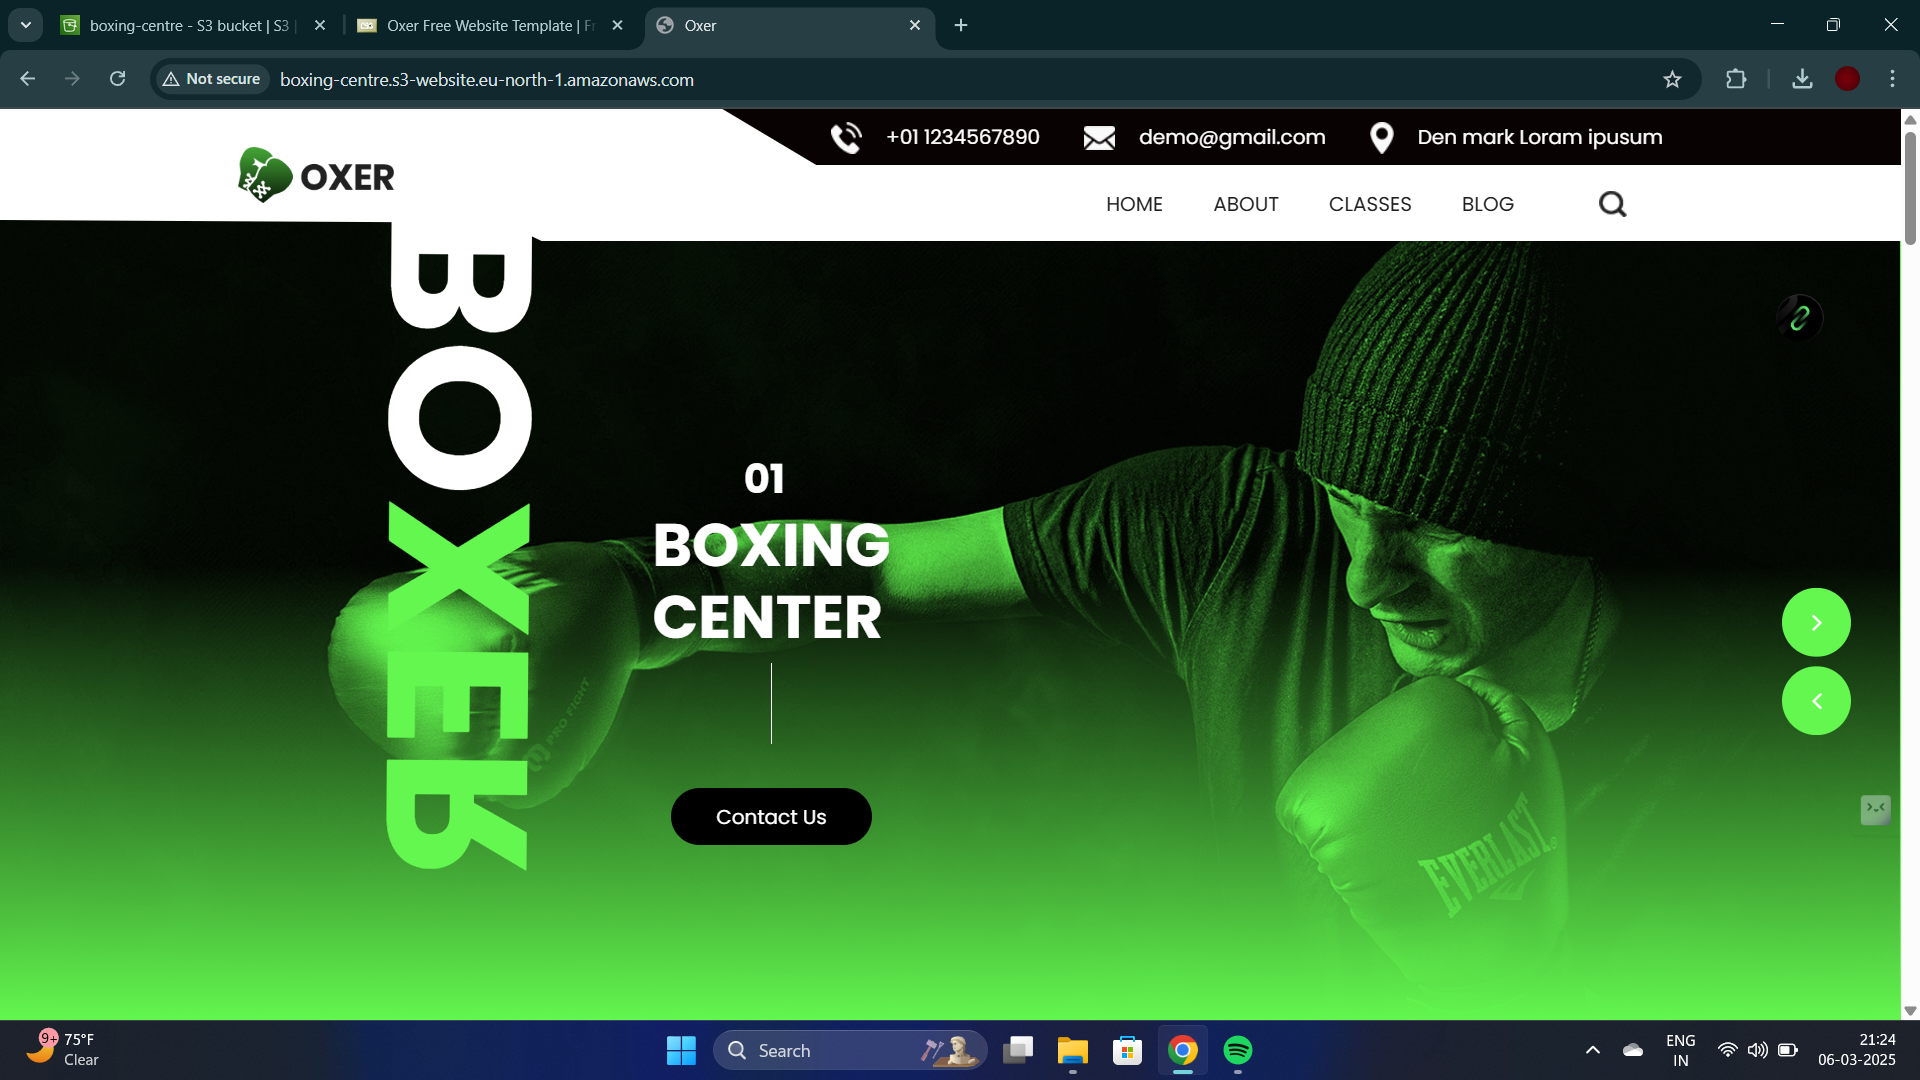 boxing-centre - S3 bucket | S3 |
Oxer Free Website Template | Fr
Oxer
Not secure
boxing-centre.s3-website.eu-north-1.amazonaws.com
+01 1234567890
demo@gmail.com
Den mark Loram ipusum
OXER
HOME
ABOUT
CLASSES
BLOG
BOXER
01
BOXING
CENTER
Contact Us
PRO FIGHT
EVERLAST
9+
75°F
Clear
Search
ENG
IN
21:24
06-03-2025